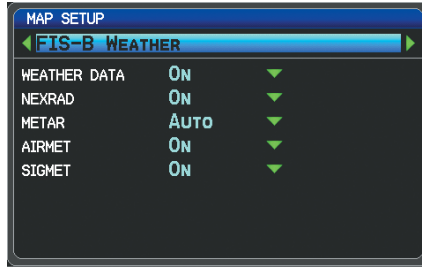 MAP SETUP
FIS-B WEATHER
WEATHER DATA ON
NEXRAD ON
METAR AUTO
AIRMET ON
SIGMET ON